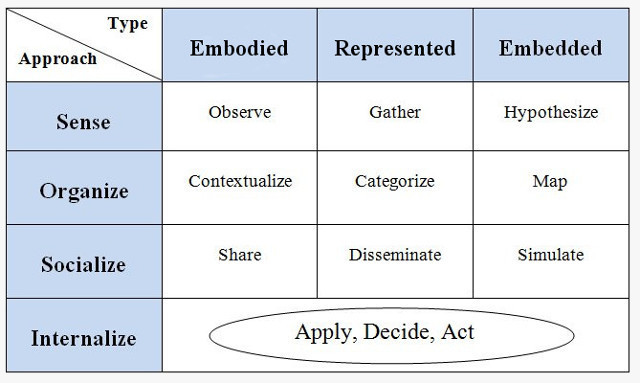 Type
Approach
Embodied
Represented
Embedded
Sense
Observe
Gather
Hypothesize
Organize
Contextualize
Categorize
Map
Socialize
Share
Disseminate
Simulate
Internalize
Apply, Decide, Act